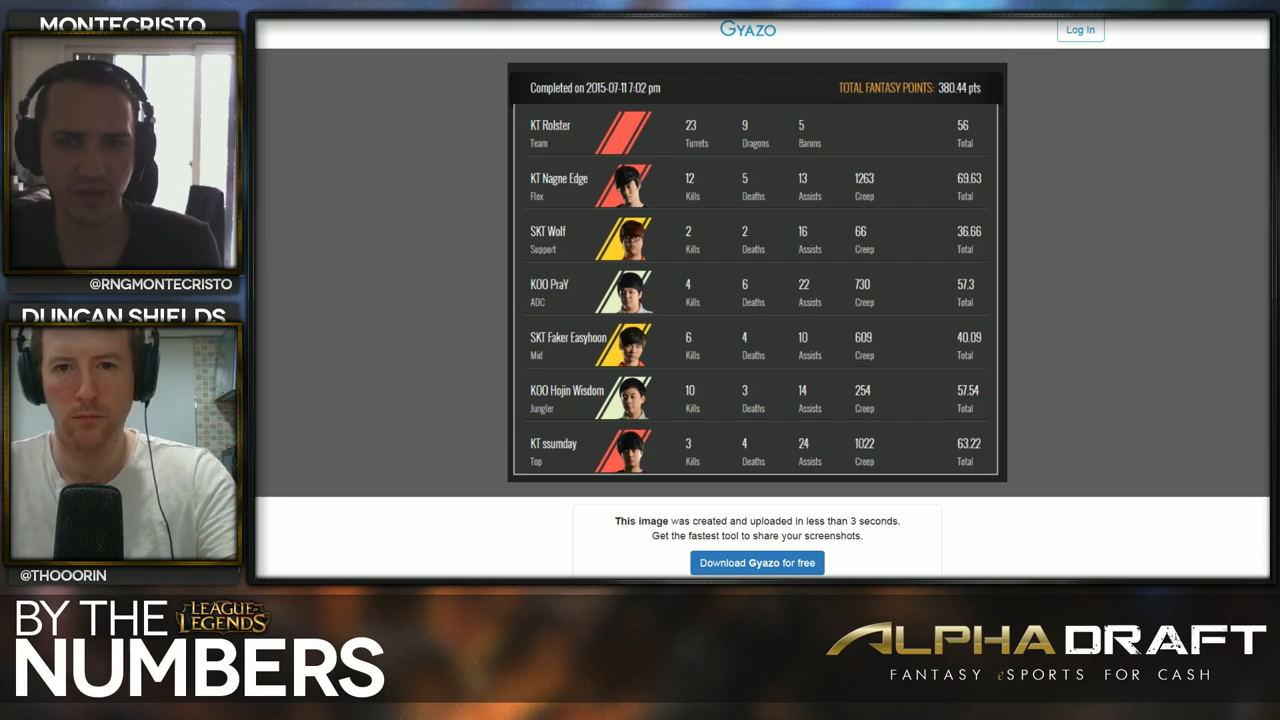 MONTECRISTO
@RNGMONTECRISTO
DUNCAN SHIELDS
@THOOORIN
GYAZO
Log In
Completed on 2015-07-11 7:02 pm TOTAL FANTASY POINTS: 380.44 pts
KT Rolster 23 9 5 56
Team Turrets Dragons Barons Total
KT Nagne Edge 12 5 13 1263 69.63
Flex Kills Deaths Assists Creep Total
SKT Wolf 2 2 16 66 36.66
Support Kills Deaths Assists Creep Total
KOO PraY 4 6 22 730 57.3
ADC Kills Deaths Assists Creep Total
SKT Faker Easyhoon 6 4 10 609 40.09
Mid Kills Deaths Assists Creep Total
KOO Hojin Wisdom 10 3 14 254 57.54
Jungler Kills Deaths Assists Creep Total
KT ssumday 3 4 24 1022 63.22
Top Kills Deaths Assists Creep Total
This image was created and uploaded in less than 3 seconds.
Get the fastest tool to share your screenshots.
Download Gyazo for free
BY THE LEAGUE OF LEGENDS
NUMBERS
ALPHADRAFT
FANTASY eSPORTS FOR CASH